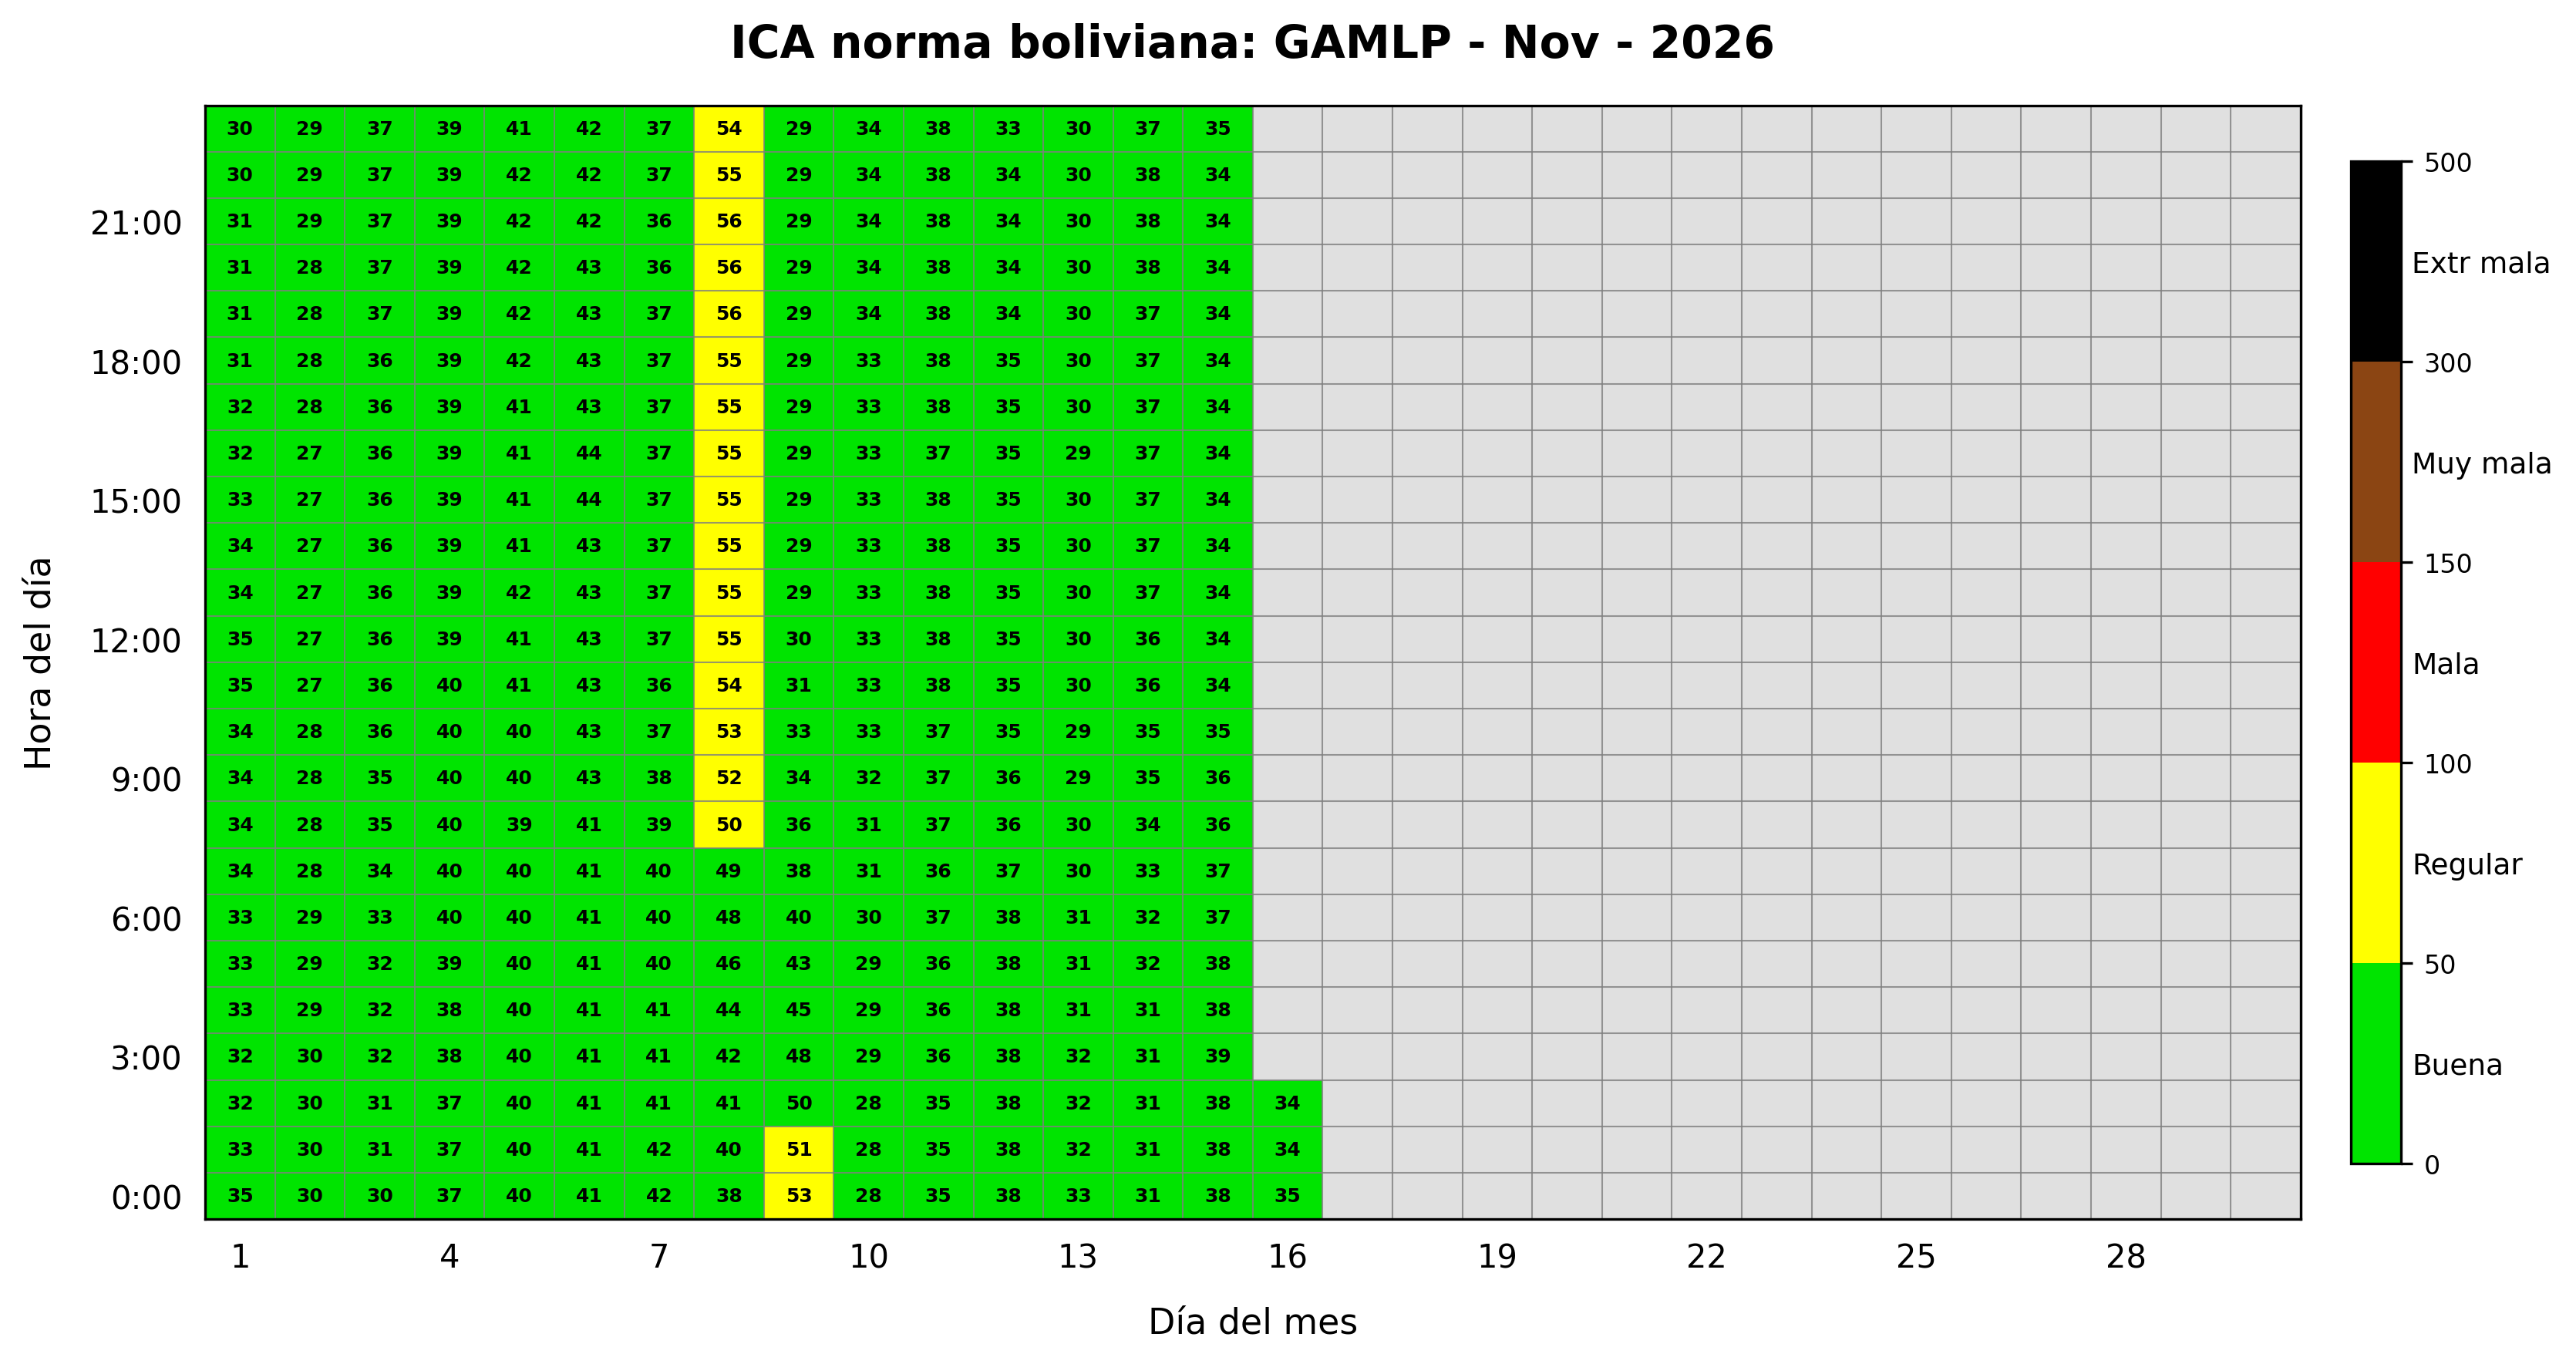 ICA norma boliviana: GAMLP - Nov - 2026
30 29 37 39 41 42 37 54 29 34 38 33 30 37 35
30 29 37 39 42 42 37 55 29 34 38 34 30 38 34
21:00 31 29 37 39 42 42 36 56 29 34 38 34 30 38 34
31 28 37 39 42 43 36 56 29 34 38 34 30 38 34
31 28 37 39 42 43 37 56 29 34 38 34 30 37 34
18:00 31 28 36 39 42 43 37 55 29 33 38 35 30 37 34
32 28 36 39 41 43 37 55 29 33 38 35 30 37 34
32 27 36 39 41 44 37 55 29 33 37 35 29 37 34
15:00 33 27 36 39 41 44 37 55 29 33 38 35 30 37 34
34 27 36 39 41 43 37 55 29 33 38 35 30 37 34
34 27 36 39 42 43 37 55 29 33 38 35 30 37 34
12:00 35 27 36 39 41 43 37 55 30 33 38 35 30 36 34
35 27 36 40 41 43 36 54 31 33 38 35 30 36 34
34 28 36 40 40 43 37 53 33 33 37 35 29 35 35
9:00 34 28 35 40 40 43 38 52 34 32 37 36 29 35 36
34 28 35 40 39 41 39 50 36 31 37 36 30 34 36
34 28 34 40 40 41 40 49 38 31 36 37 30 33 37
6:00 33 29 33 40 40 41 40 48 40 30 37 38 31 32 37
33 29 32 39 40 41 40 46 43 29 36 38 31 32 38
33 29 32 38 40 41 41 44 45 29 36 38 31 31 38
3:00 32 30 32 38 40 41 41 42 48 29 36 38 32 31 39
32 30 31 37 40 41 41 41 50 28 35 38 32 31 38 34
33 30 31 37 40 41 42 40 51 28 35 38 32 31 38 34
0:00 35 30 30 37 40 41 42 38 53 28 35 38 33 31 38 35
1 4 7 10 13 16 19 22 25 28
Día del mes
Hora del día
500
Extr mala
300
Muy mala
150
Mala
100
Regular
50
Buena
0